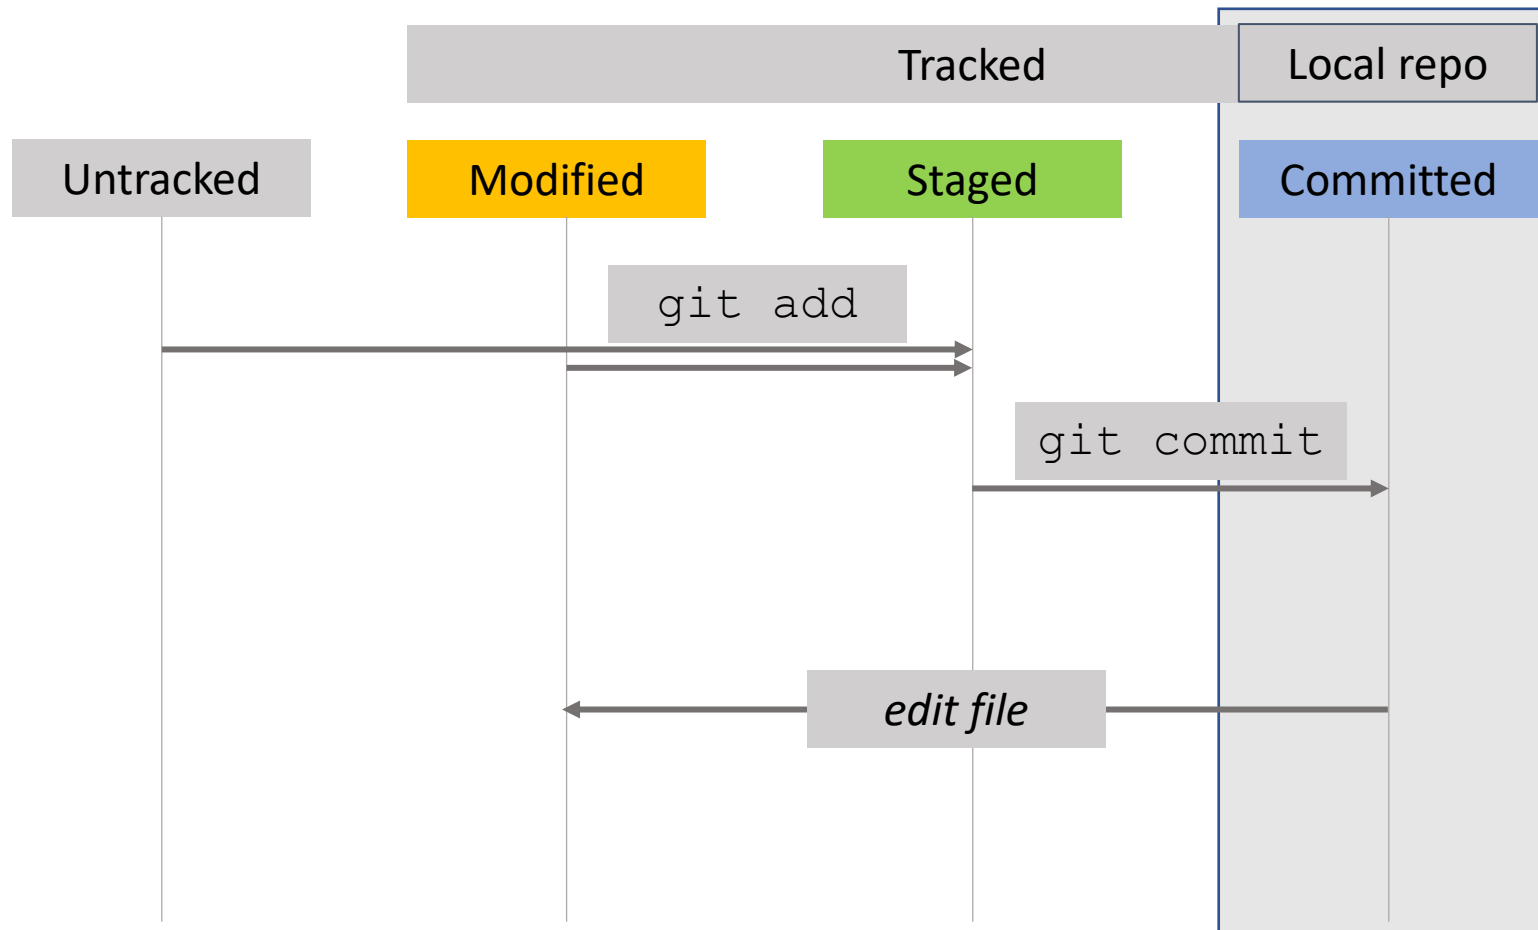 Tracked
Local repo
Untracked
Modified
Staged
Committed
git add
git commit
edit file